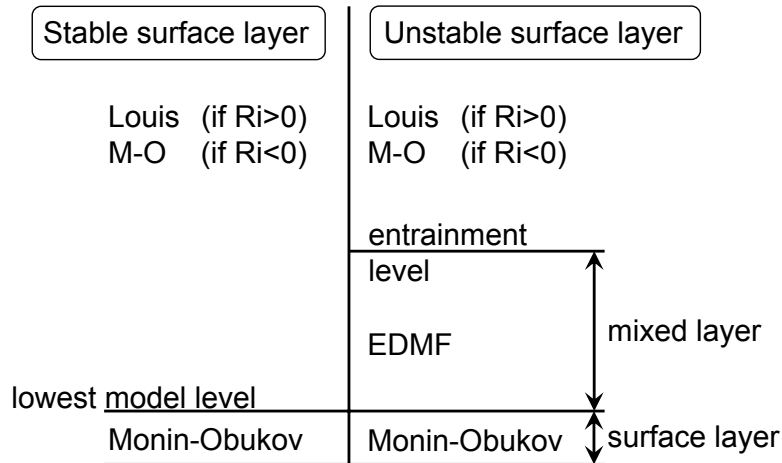 Stable surface layer
Unstable surface layer
Louis (if Ri>0)
M-O (if Ri<0)
Louis (if Ri>0)
M-O (if Ri<0)
entrainment
level
EDMF
mixed layer
lowest model level
Monin-Obukov
Monin-Obukov
surface layer